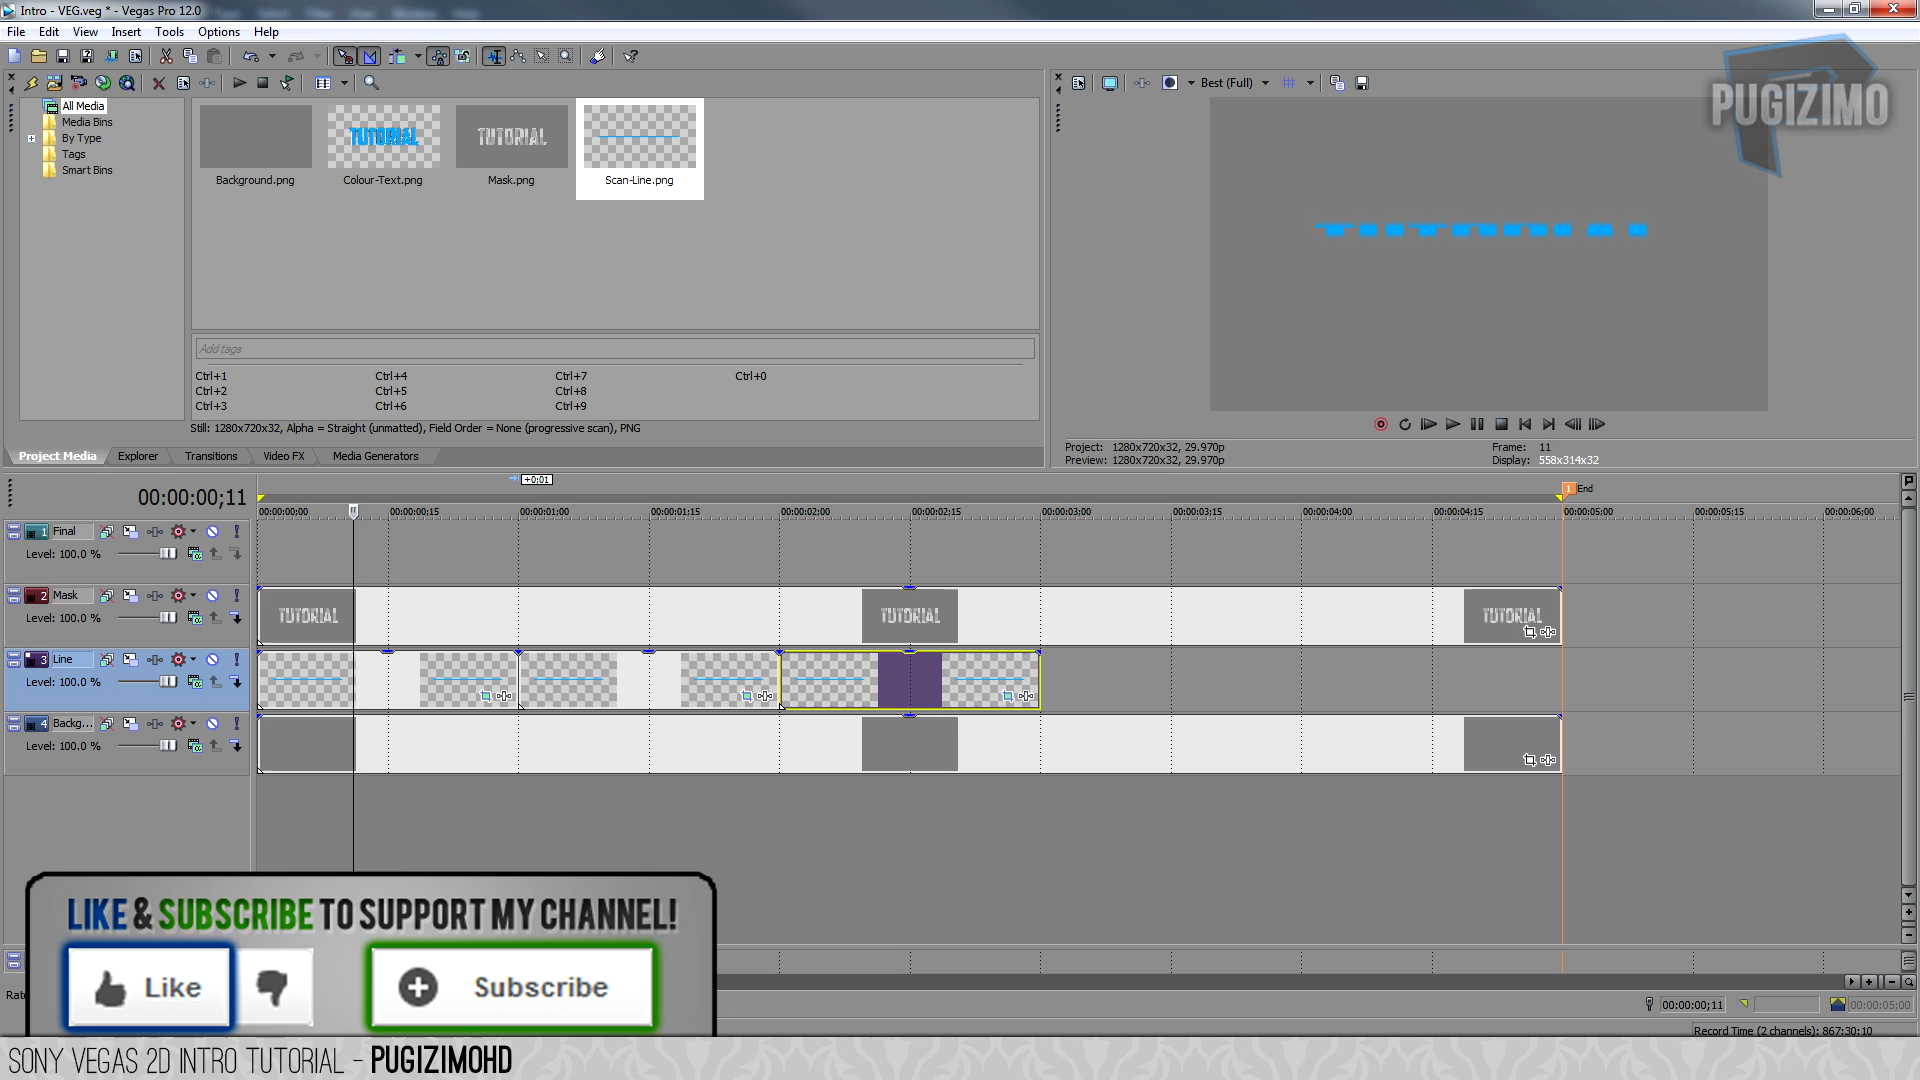 Intro - VEG.veg * - Vegas Pro 12.0
File Edit View Insert Tools Options Help
All Media
Media Bins
By Type
Tags
Smart Bins
TUTORIAL
TUTORIAL
Background.png
Colour-Text.png
Mask.png
Scan-Line.png
Add tags
Ctrl+1 Ctrl+4 Ctrl+7 Ctrl+0
Ctrl+2 Ctrl+5 Ctrl+8
Ctrl+3 Ctrl+6 Ctrl+9
Still: 1280x720x32, Alpha = Straight (unmatted), Field Order = None (progressive scan), PNG
Project Media Explorer Transitions Video FX Media Generators
Best (Full)
PUGIZIMO
Project: 1280x720x32, 29.970p
Preview: 1280x720x32, 29.970p
Frame: 11
Display: 558x314x32
00:00:00;11
+0:01
1 End
00:00:00;00 00:00:00;15 00:00:01;00 00:00:01;15 00:00:02;00 00:00:02;15 00:00:03;00 00:00:03;15 00:00:04;00 00:00:04;15 00:00:05;00 00:00:05;15 00:00:06;00
1 Final
Level: 100.0 %
2 Mask
Level: 100.0 %
TUTORIAL TUTORIAL TUTORIAL
3 Line
Level: 100.0 %
4 Backg...
Level: 100.0 %
LIKE & SUBSCRIBE TO SUPPORT MY CHANNEL!
Like
Subscribe
Rate
00:00:00;11
00:00:05;00
Record Time (2 channels): 867:30:10
SONY VEGAS 2D INTRO TUTORIAL - PUGIZIMOHD